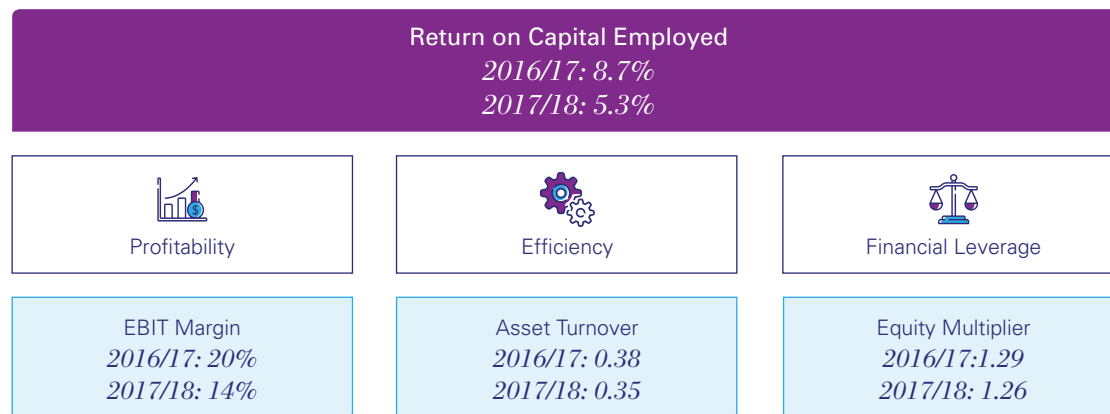 Return on Capital Employed
2016/17: 8.7%
2017/18: 5.3%
Profitability
Efficiency
Financial Leverage
EBIT Margin
2016/17: 20%
2017/18: 14%
Asset Turnover
2016/17: 0.38
2017/18: 0.35
Equity Multiplier
2016/17:1.29
2017/18: 1.26
$